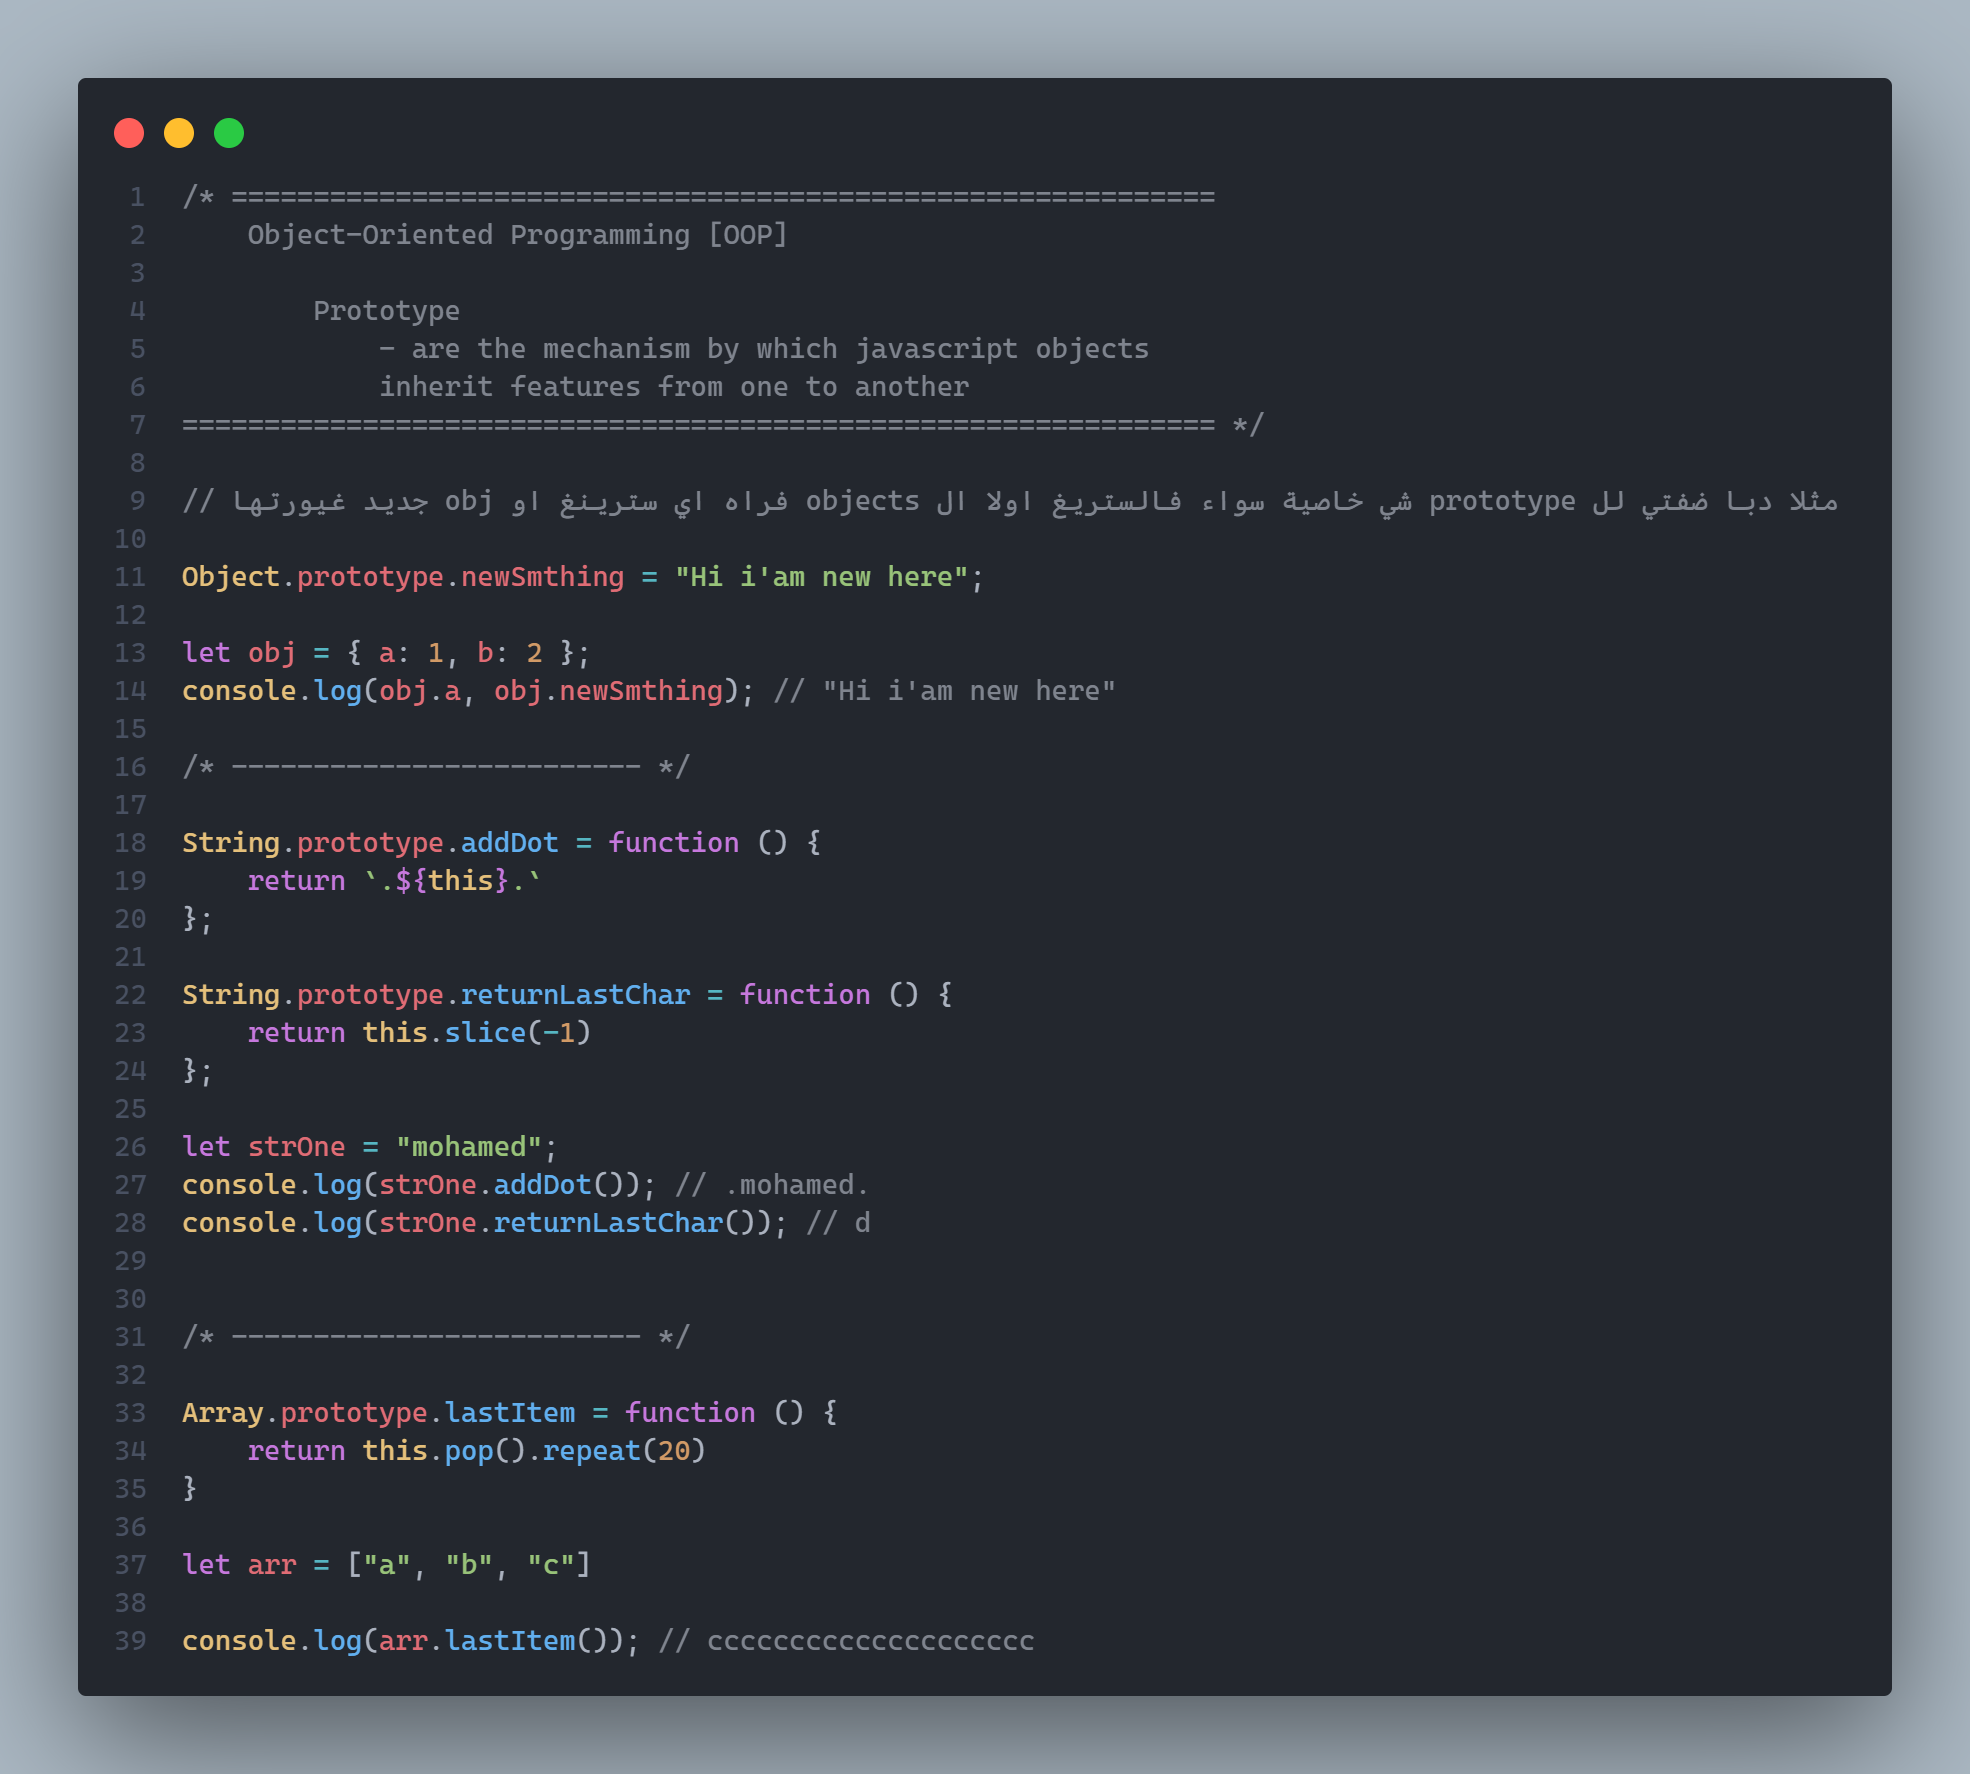 1 /* ============================================================
2 Object-Oriented Programming [OOP]
3
4 Prototype
5 - are the mechanism by which javascript objects
6 inherit features from one to another
7 =============================================================== */
8
9 // مثلا دبا ضفتي لل prototype شي خاصية سواء فالستريغ اولا ال objects فراه اي سترينغ او obj جديد غيورتها
10
11 Object.prototype.newSmthing = "Hi i'am new here";
12
13 let obj = { a: 1, b: 2 };
14 console.log(obj.a, obj.newSmthing); // "Hi i'am new here"
15
16 /* ------------------------- */
17
18 String.prototype.addDot = function () {
19 return `.${this}.`
20 };
21
22 String.prototype.returnLastChar = function () {
23 return this.slice(-1)
24 };
25
26 let strOne = "mohamed";
27 console.log(strOne.addDot()); // .mohamed.
28 console.log(strOne.returnLastChar()); // d
29
30
31 /* ------------------------- */
32
33 Array.prototype.lastItem = function () {
34 return this.pop().repeat(20)
35 }
36
37 let arr = ["a", "b", "c"]
38
39 console.log(arr.lastItem()); // cccccccccccccccccccc